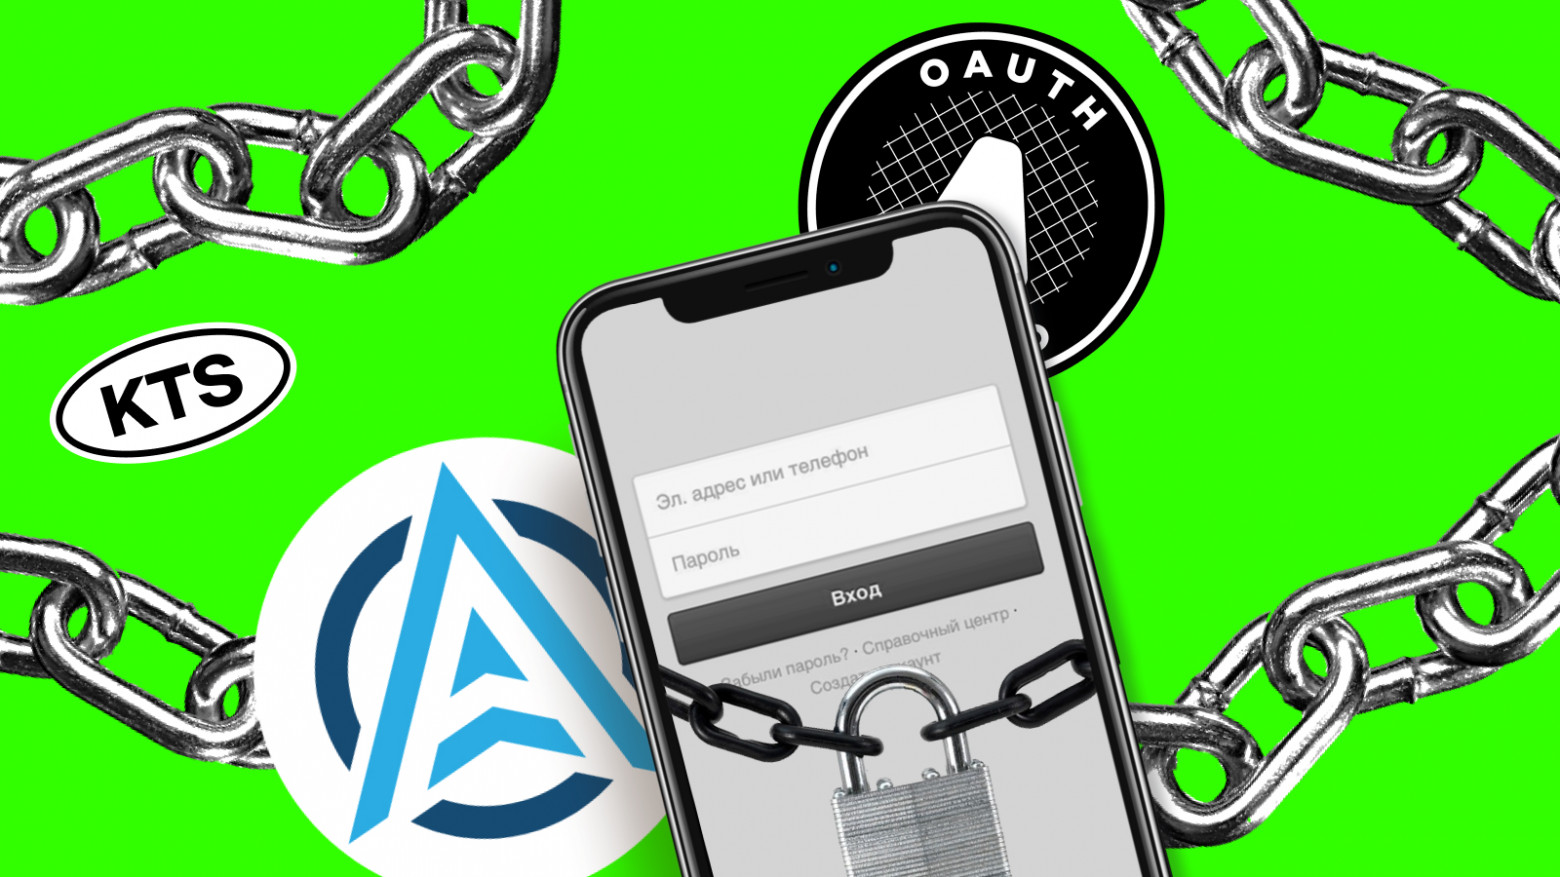 OAUTH
KTS
Эл. адрес или телефон
Пароль
Вход
Забыли пароль? · Справочный центр ·